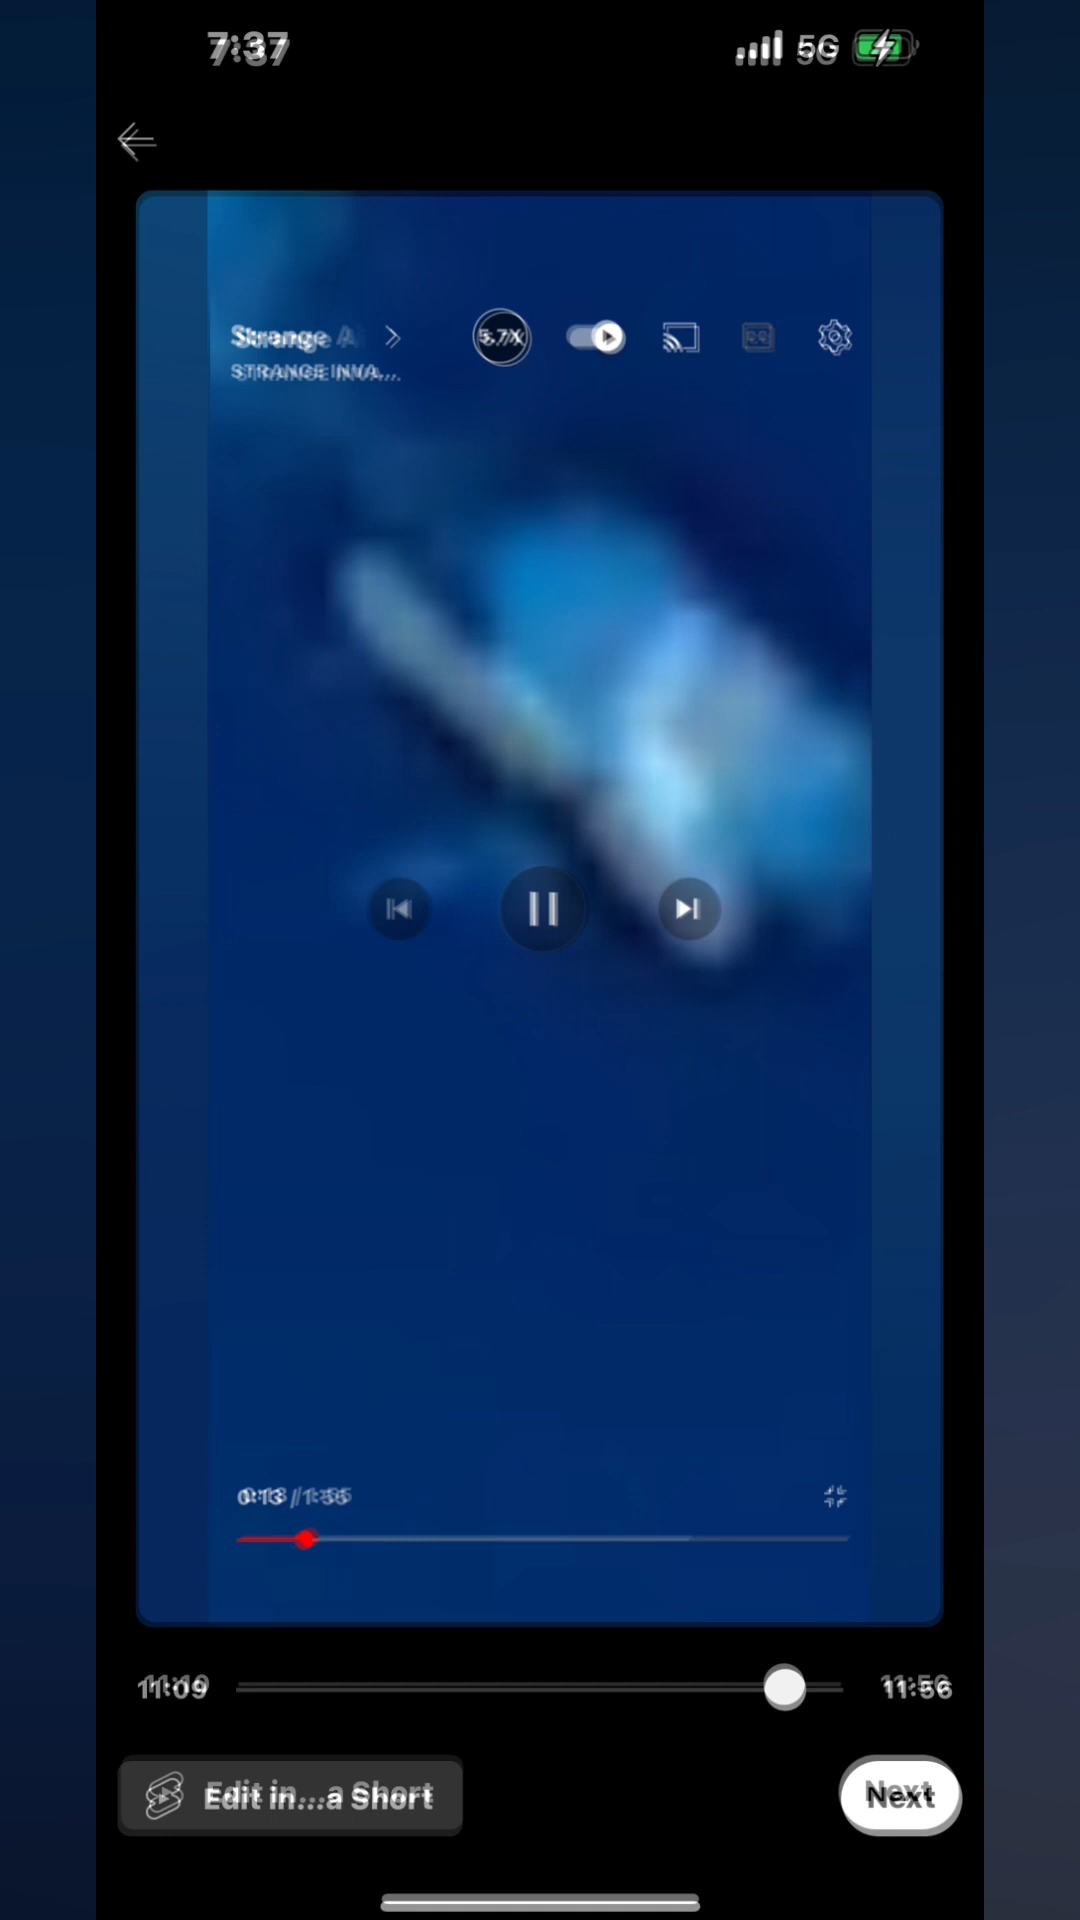 7:37
5G
Strange A
5.7X
STRANGE INVA...
0:13 / 1:55
11:09
11:56
Edit in...a Short
Next